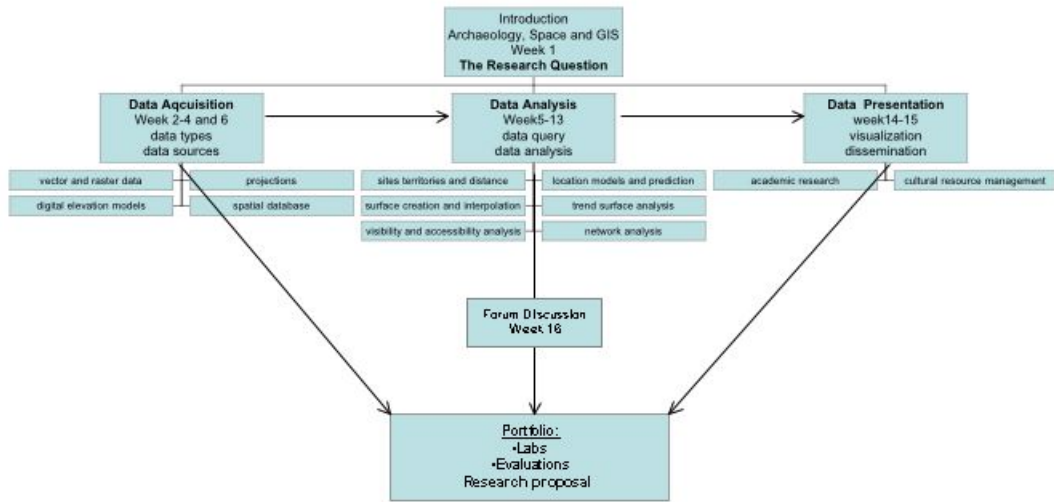 Introduction
Archaeology, Space and GIS
Week 1
The Research Question
Data Aqcuisition
Week 2-4 and 6
data types
data sources
Data Analysis
Week5-13
data query
data analysis
Data Presentation
week14-15
visualization
dissemination
vector and raster data
projections
digital elevation models
spatial database
sites territories and distance
location models and prediction
surface creation and interpolation
trend surface analysis
visibility and accessibility analysis
network analysis
academic research
cultural resource management
Forum Discussion
Week 16
Portfolio:
•Labs
•Evaluations
Research proposal